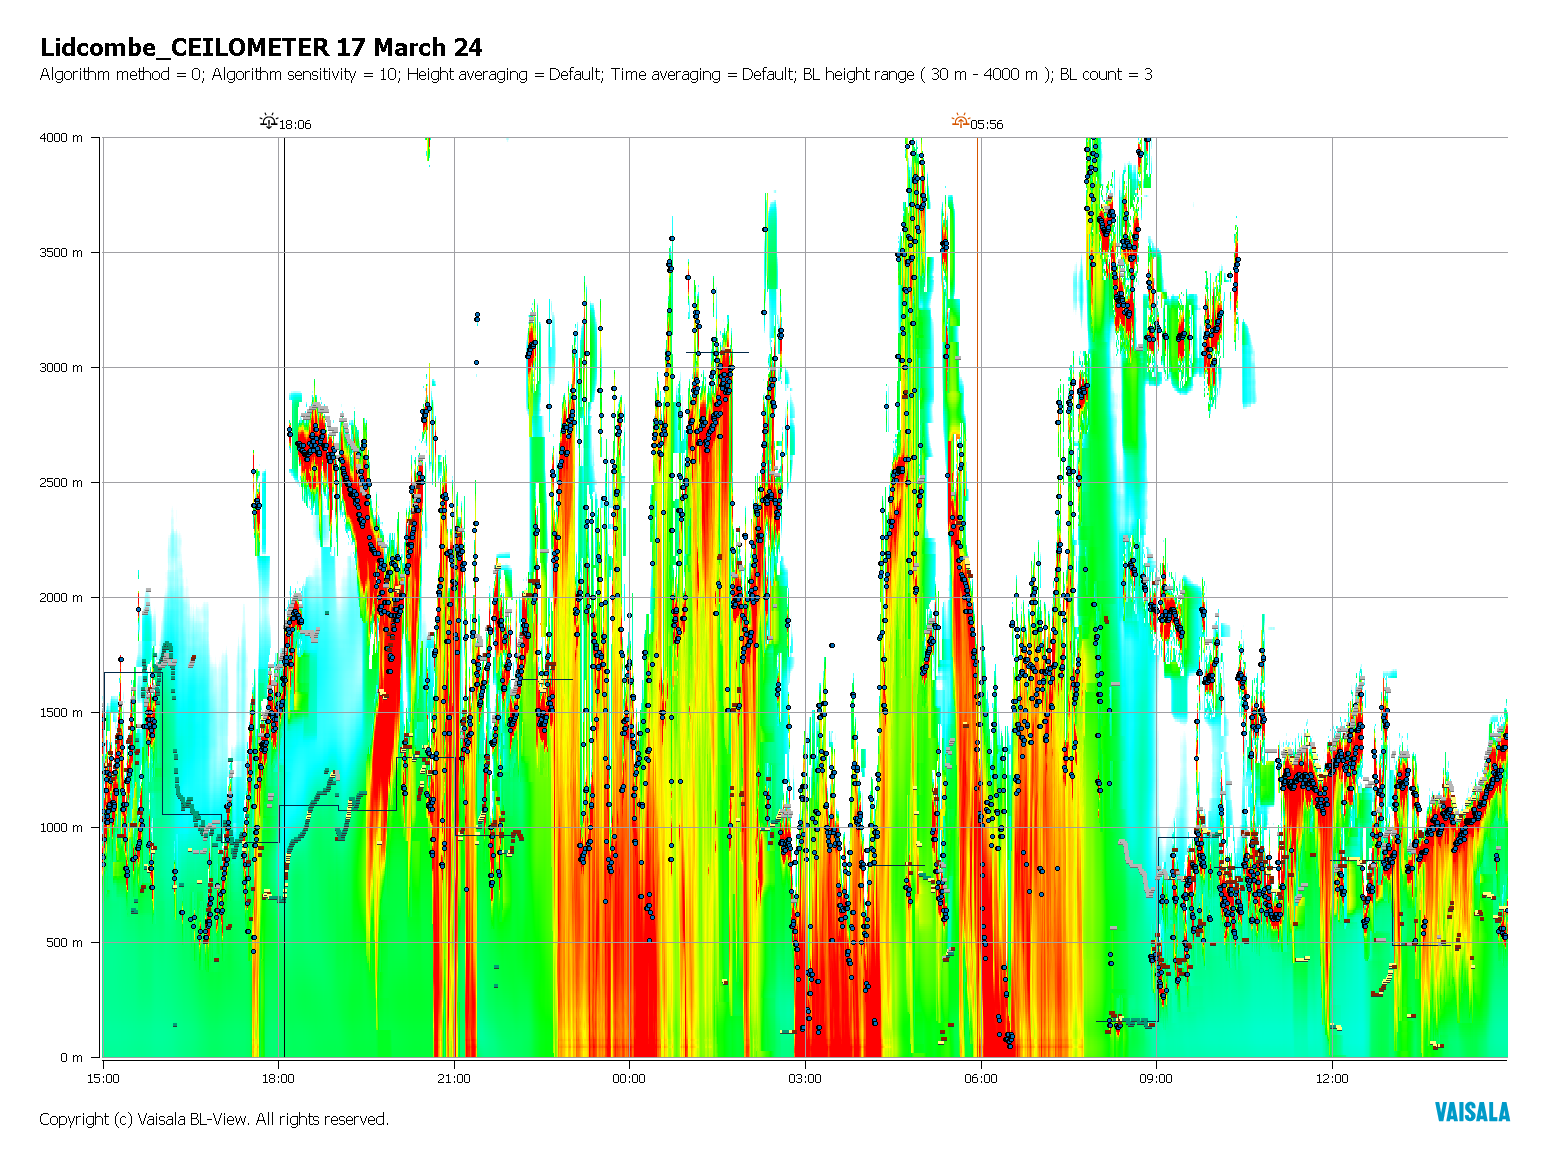 Lidcombe_CEILOMETER 17 March 24
Algorithm method = 0; Algorithm sensitivity = 10; Height averaging = Default; Time averaging = Default; BL height range ( 30 m - 4000 m ); BL count = 3
18:06
05:56
4000 m
3500 m
3000 m
2500 m
2000 m
1500 m
1000 m
500 m
0 m
15:00
18:00
21:00
00:00
03:00
06:00
09:00
12:00
Copyright (c) Vaisala BL-View. All rights reserved.
VAISALA